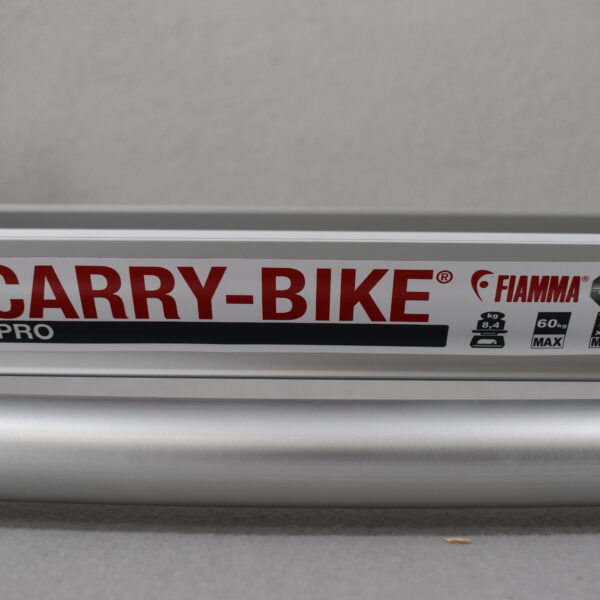 CARRY-BIKE®
PRO
FIAMMA®
kg
8,4
60kg
MAX